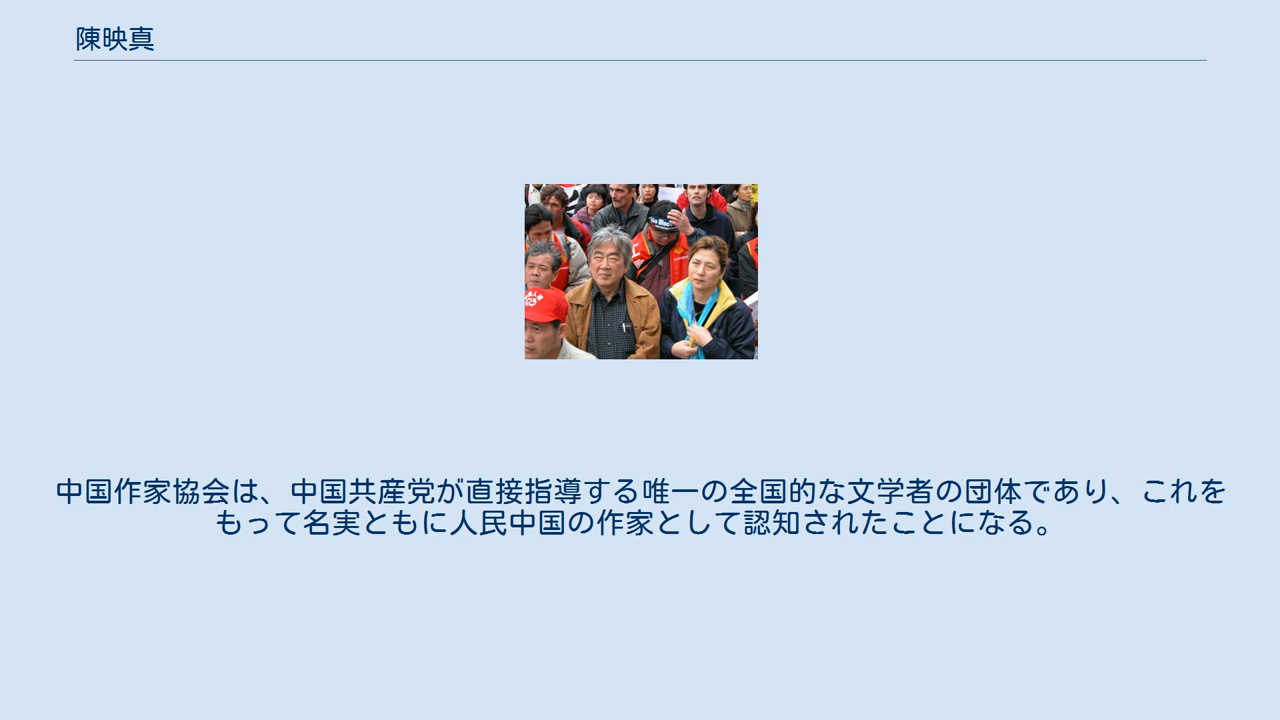 陳映真
中国作家協会は、中国共産党が直接指導する唯一の全国的な文学者の団体であり、これを
もって名実ともに人民中国の作家として認知されたことになる。